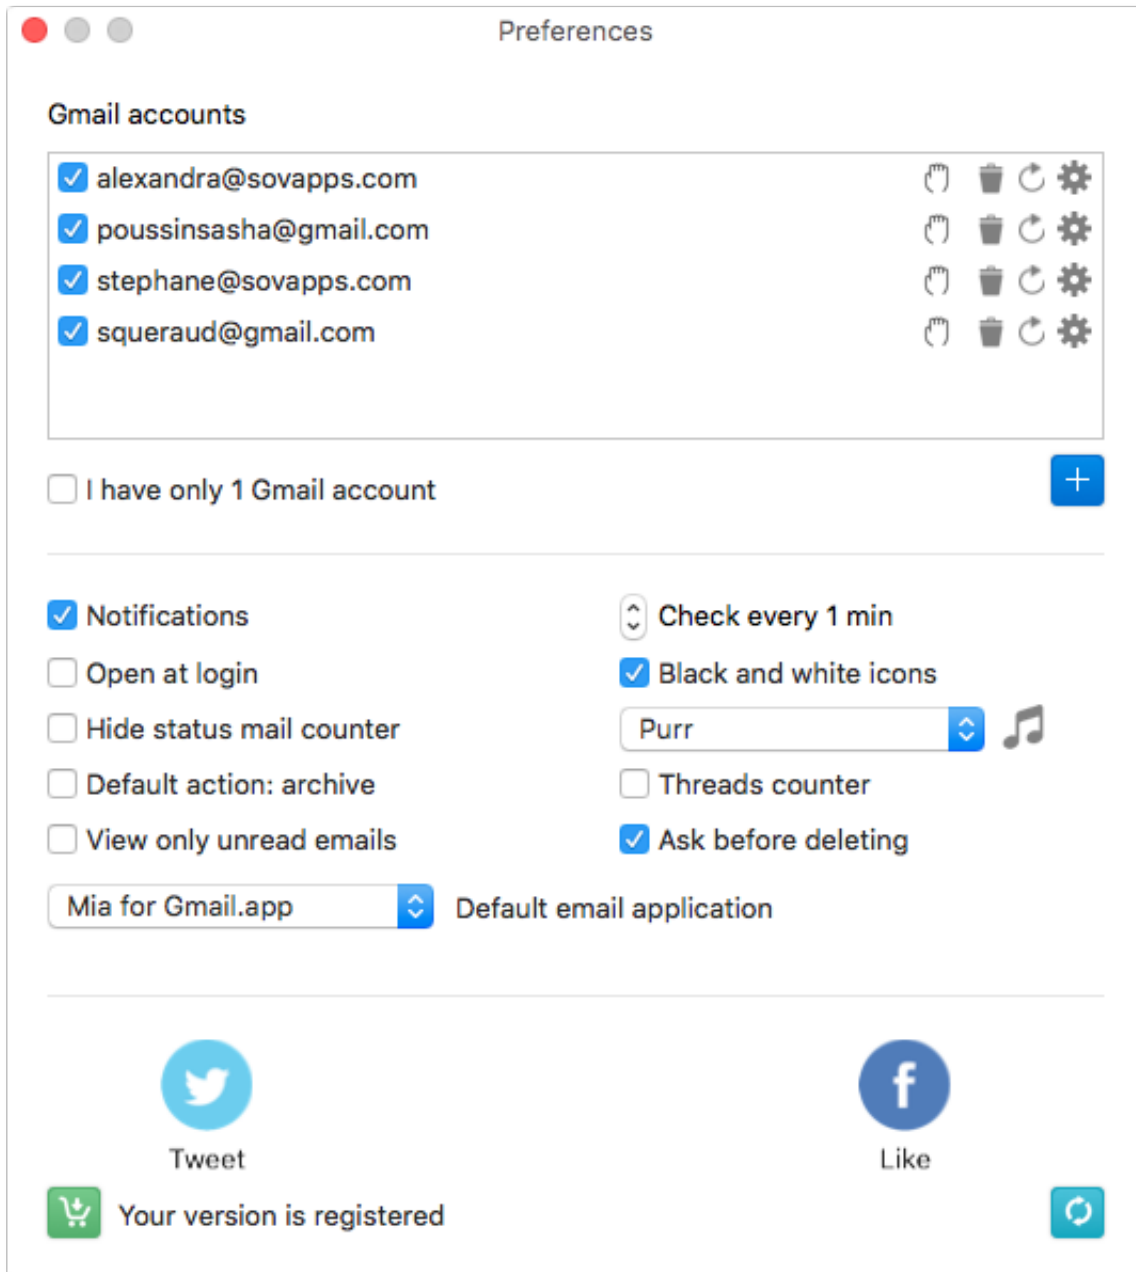 Preferences
Gmail accounts
alexandra@sovapps.com
poussinsasha@gmail.com
stephane@sovapps.com
squeraud@gmail.com
I have only 1 Gmail account
Notifications
Check every 1 min
Open at login
Black and white icons
Hide status mail counter
Purr
Default action: archive
Threads counter
View only unread emails
Ask before deleting
Mia for Gmail.app
Default email application
Tweet
Like
Your version is registered